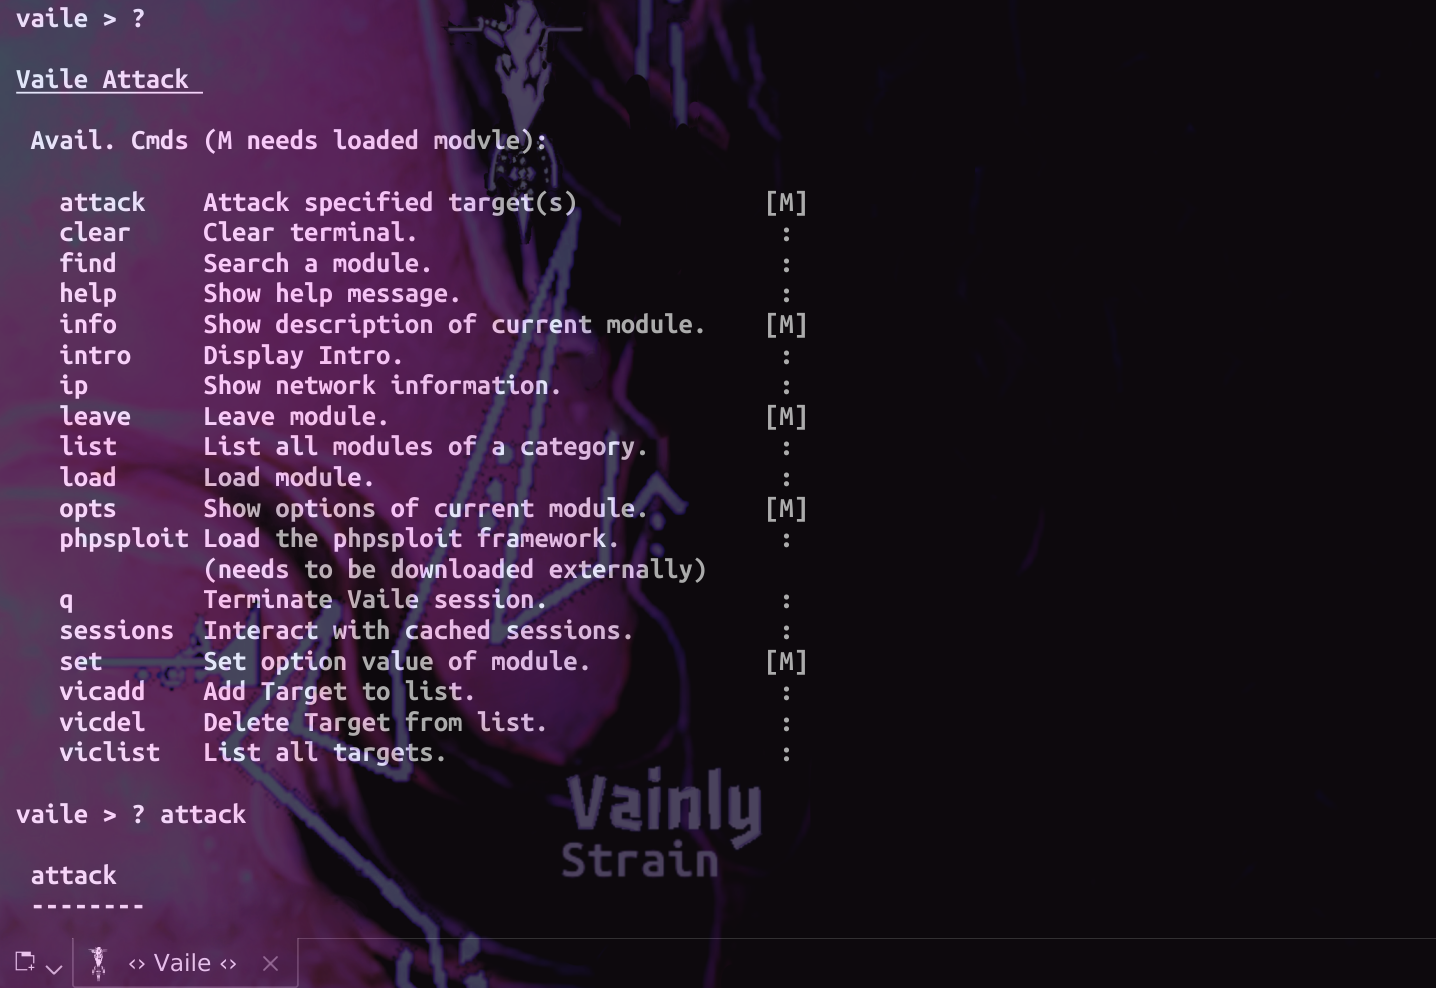 vaile > ?
Vaile Attack
Avail. Cmds (M needs loaded modvle):
attack Attack specified target(s) [M]
clear Clear terminal. :
find Search a module. :
help Show help message. :
info Show description of current module. [M]
intro Display Intro. :
ip Show network information. :
leave Leave module. [M]
list List all modules of a category. :
load Load module. :
opts Show options of current module. [M]
phpsploit Load the phpsploit framework. :
(needs to be downloaded externally)
q Terminate Vaile session. :
sessions Interact with cached sessions. :
set Set option value of module. [M]
vicadd Add Target to list. :
vicdel Delete Target from list. :
viclist List all targets. :
Vainly
Strain
vaile > ? attack
attack
--------
<> Vaile <>